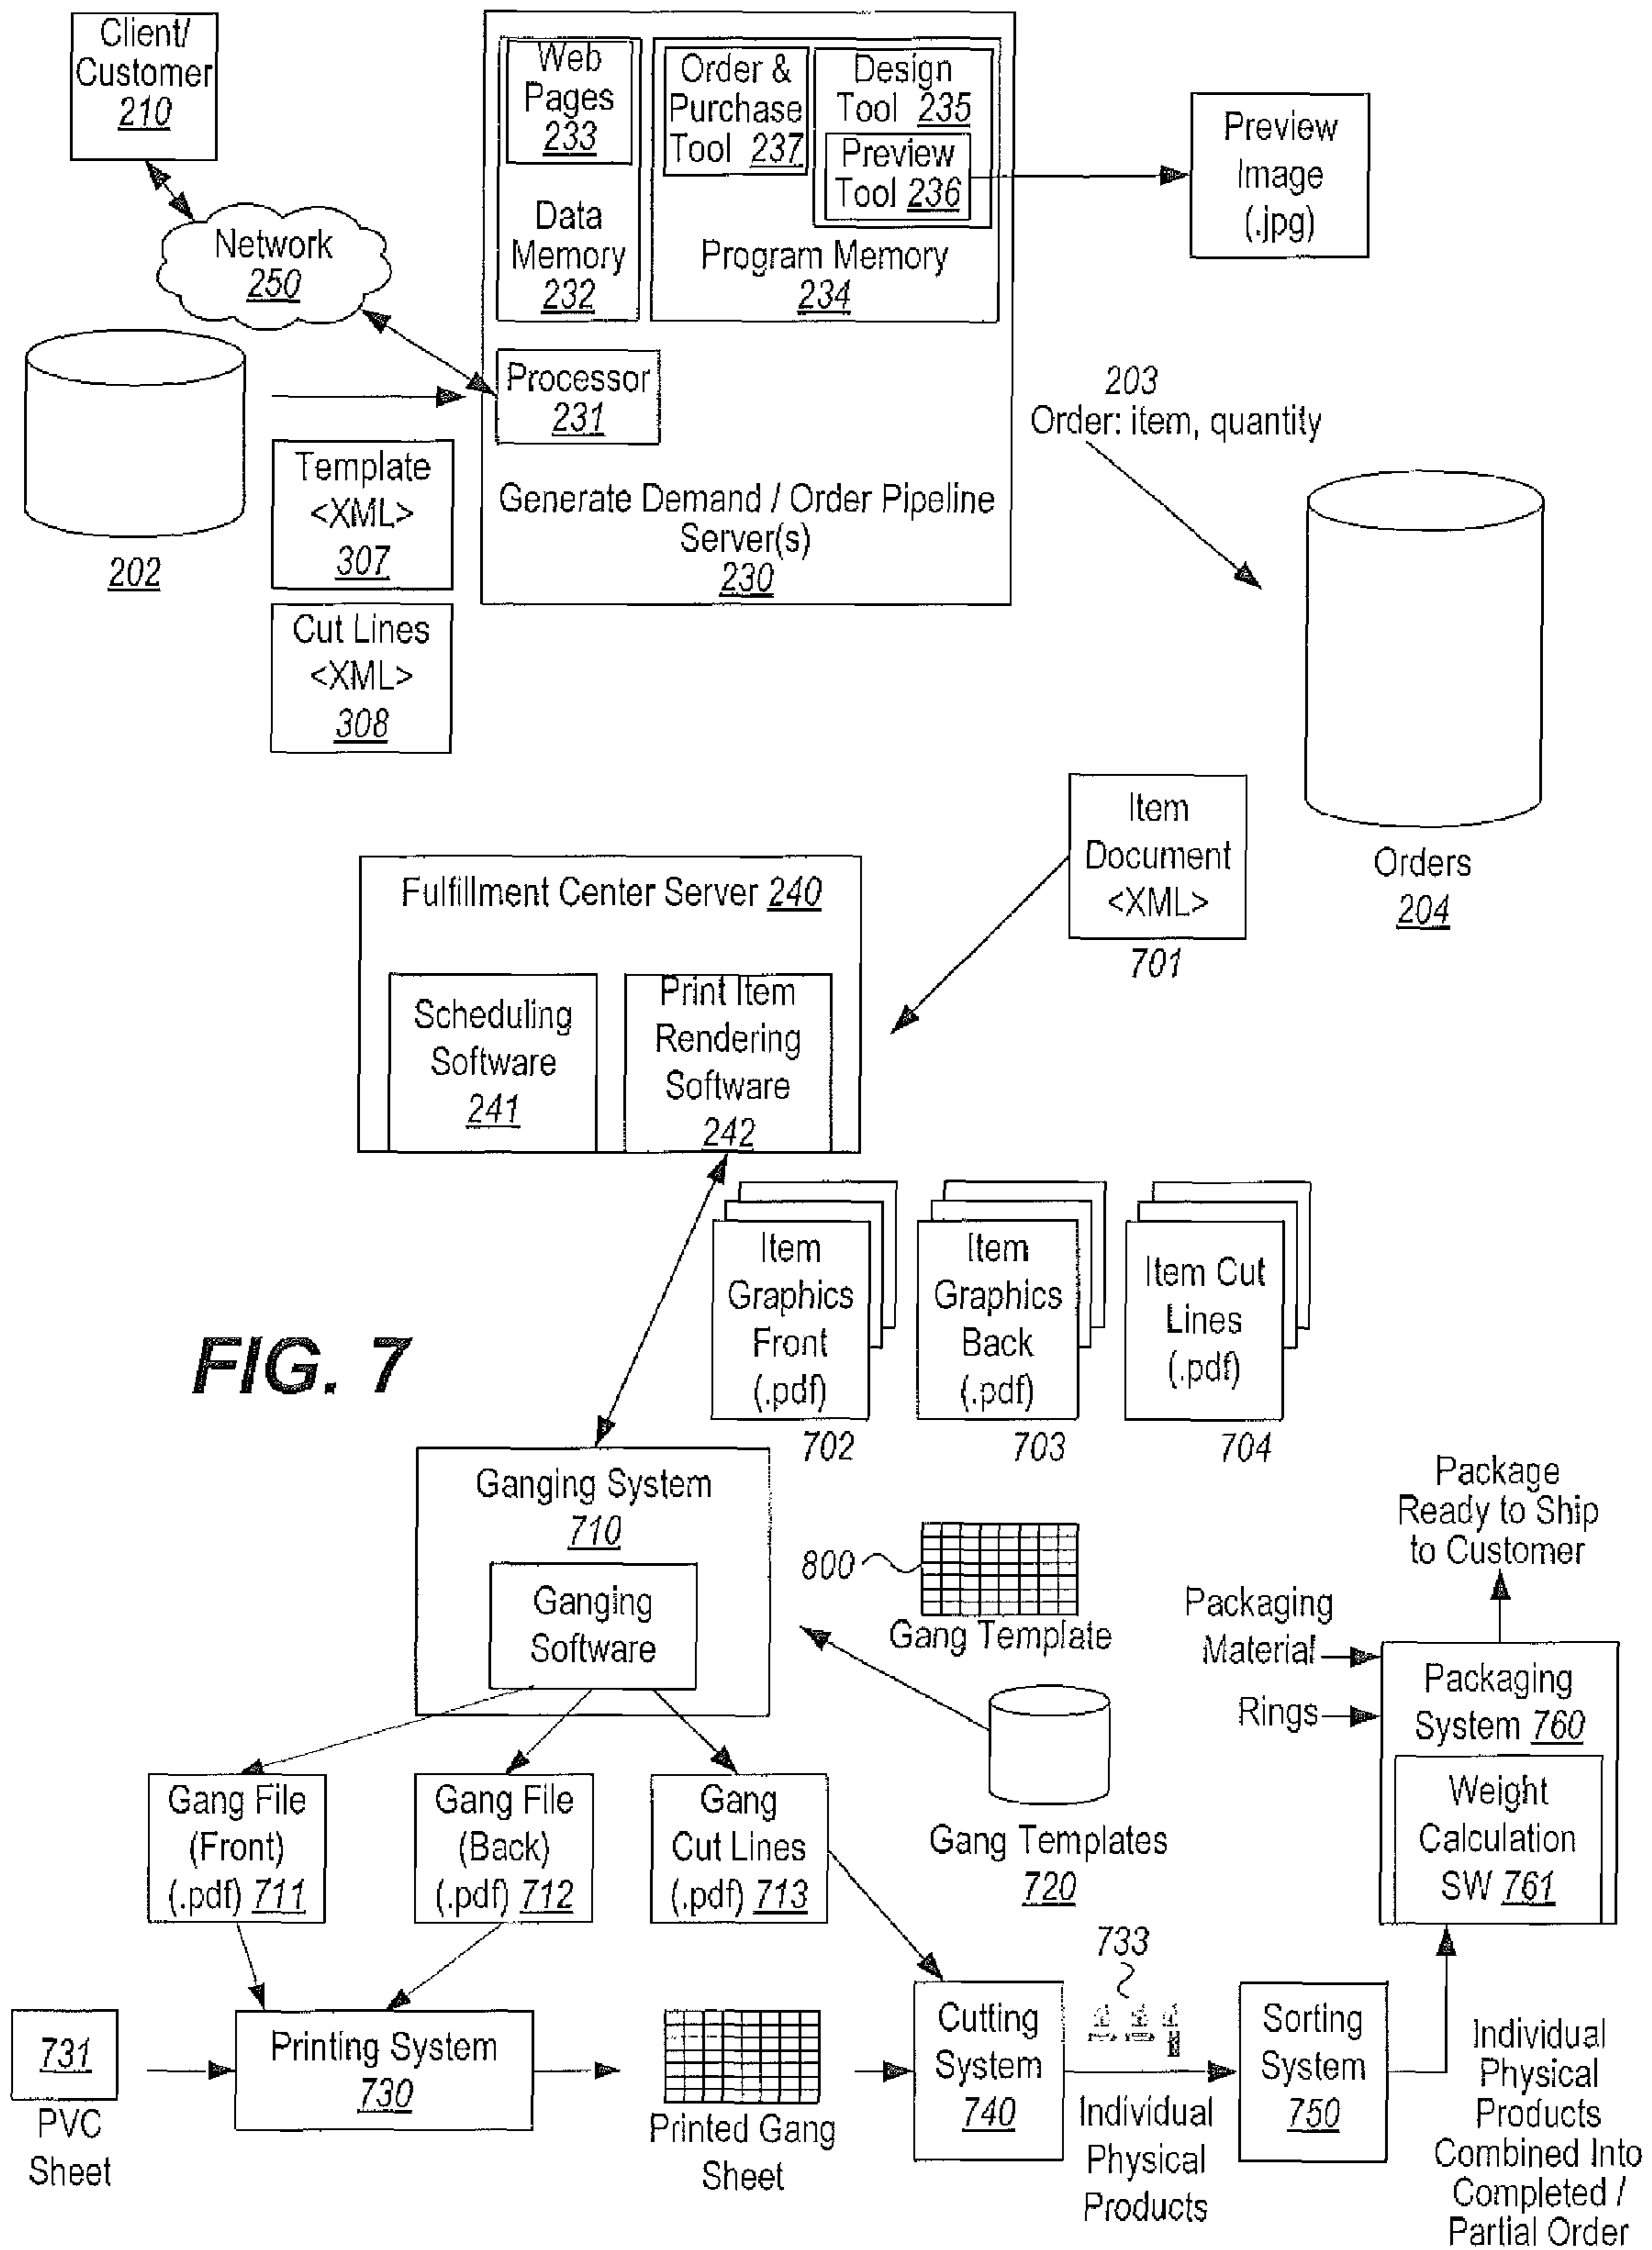 Client/
Customer
210
Network
250
202
Template
<XML>
307
Cut Lines
<XML>
308
Web
Pages
233
Data
Memory
232
Order &
Purchase
Tool 237
Design
Tool 235
Preview
Tool 236
Program Memory
234
Processor
231
Generate Demand / Order Pipeline
Server(s)
230
Preview
Image
(.jpg)
203
Order: item, quantity
Orders
204
Item
Document
<XML>
701
Fulfillment Center Server 240
Scheduling
Software
241
Print Item
Rendering
Software
242
Item
Graphics
Front
(.pdf)
702
Item
Graphics
Back
(.pdf)
703
Item Cut
Lines
(.pdf)
704
FIG. 7
Ganging System
710
Ganging
Software
800
Gang Template
Gang Templates
720
Gang File
(Front)
(.pdf) 711
Gang File
(Back)
(.pdf) 712
Gang
Cut Lines
(.pdf) 713
Package
Ready to Ship
to Customer
Packaging
Material
Rings
Packaging
System 760
Weight
Calculation
SW 761
731
PVC
Sheet
Printing System
730
Printed Gang
Sheet
Cutting
System
740
733
Individual
Physical
Products
Sorting
System
750
Individual
Physical
Products
Combined Into
Completed /
Partial Order